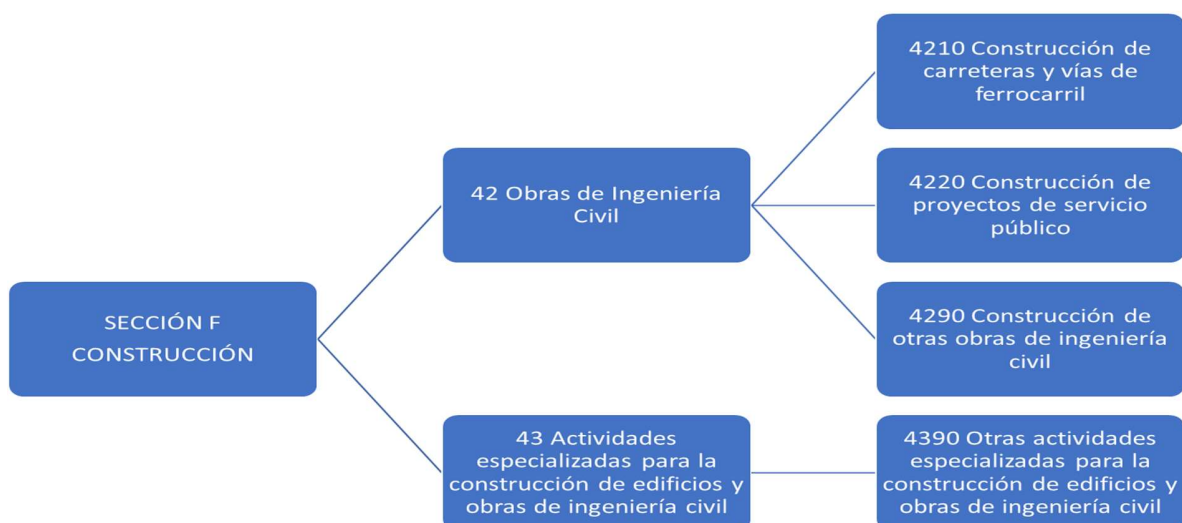 SECCIÓN F
CONSTRUCCIÓN
42 Obras de Ingeniería
Civil
4210 Construcción de
carreteras y vías de
ferrocarril
4220 Construcción de
proyectos de servicio
público
4290 Construcción de
otras obras de ingeniería
civil
43 Actividades
especializadas para la
construcción de edificios y
obras de ingeniería civil
4390 Otras actividades
especializadas para la
construcción de edificios y
obras de ingeniería civil